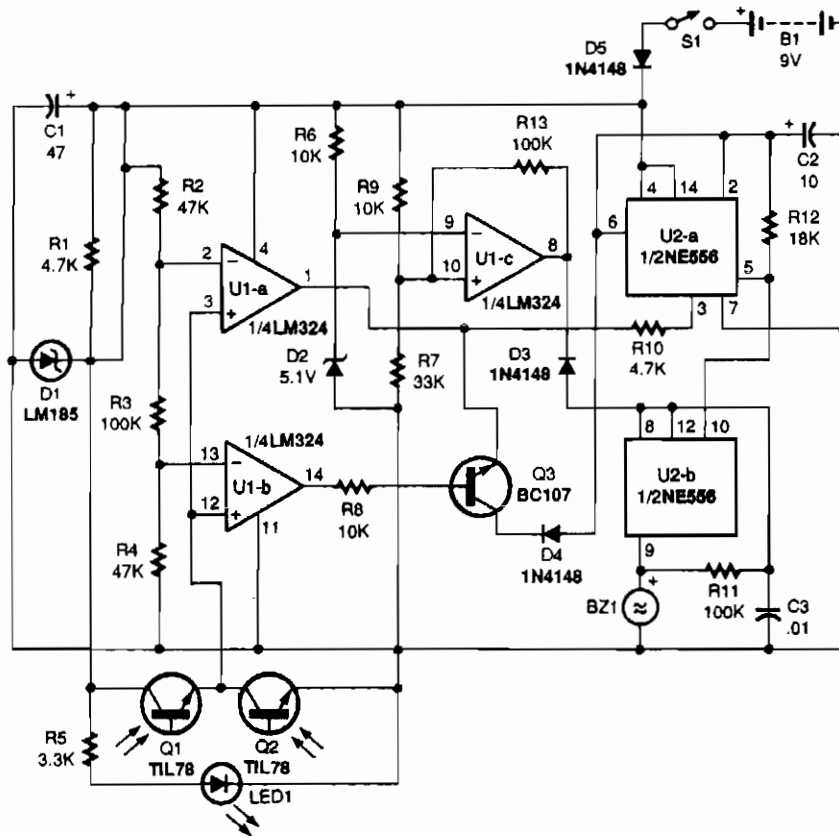 D5
1N4148
S1
+
B1
9V
C1
47
+
R6
10K
R9
10K
R13
100K
+
C2
10
R2
47K
R1
4.7K
2
4
−
3
+
1
U1-a
1/4LM324
9
−
10
+
8
U1-c
1/4LM324
4
14
2
6
U2-a
1/2NE556
5
3
7
R12
18K
R10
4.7K
D1
LM185
D2
5.1V
R7
33K
D3
1N4148
R3
100K
1/4LM324
13
−
12
+
14
U1-b
11
R8
10K
Q3
BC107
D4
1N4148
8
12
10
U2-b
1/2NE556
9
R4
47K
+
BZ1
R11
100K
C3
.01
R5
3.3K
Q1
TIL78
Q2
TIL78
LED1